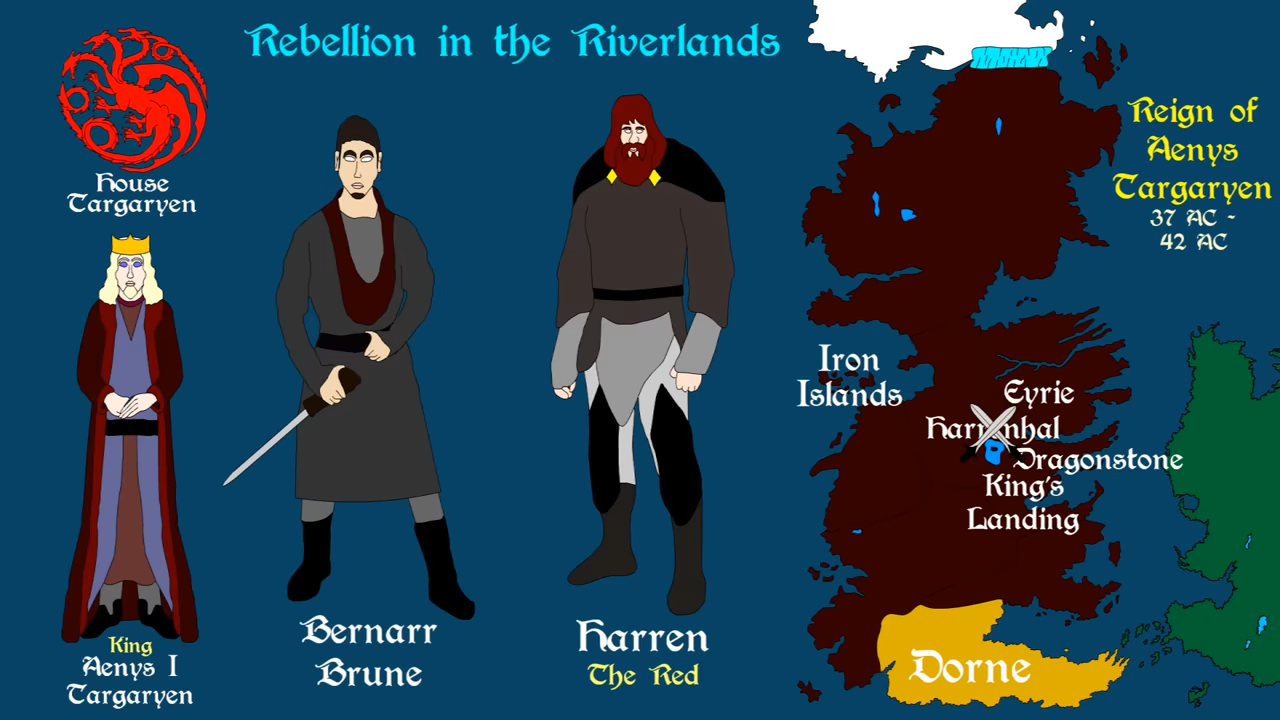 Rebellion in the Riverlands
House
Targaryen
King
Aenys I
Targaryen
Bernarr
Brune
Harren
The Red
Reign of
Aenys
Targaryen
37 AC -
42 AC
Iron
Islands
Eyrie
Harrenhal
Dragonstone
King's
Landing
Dorne